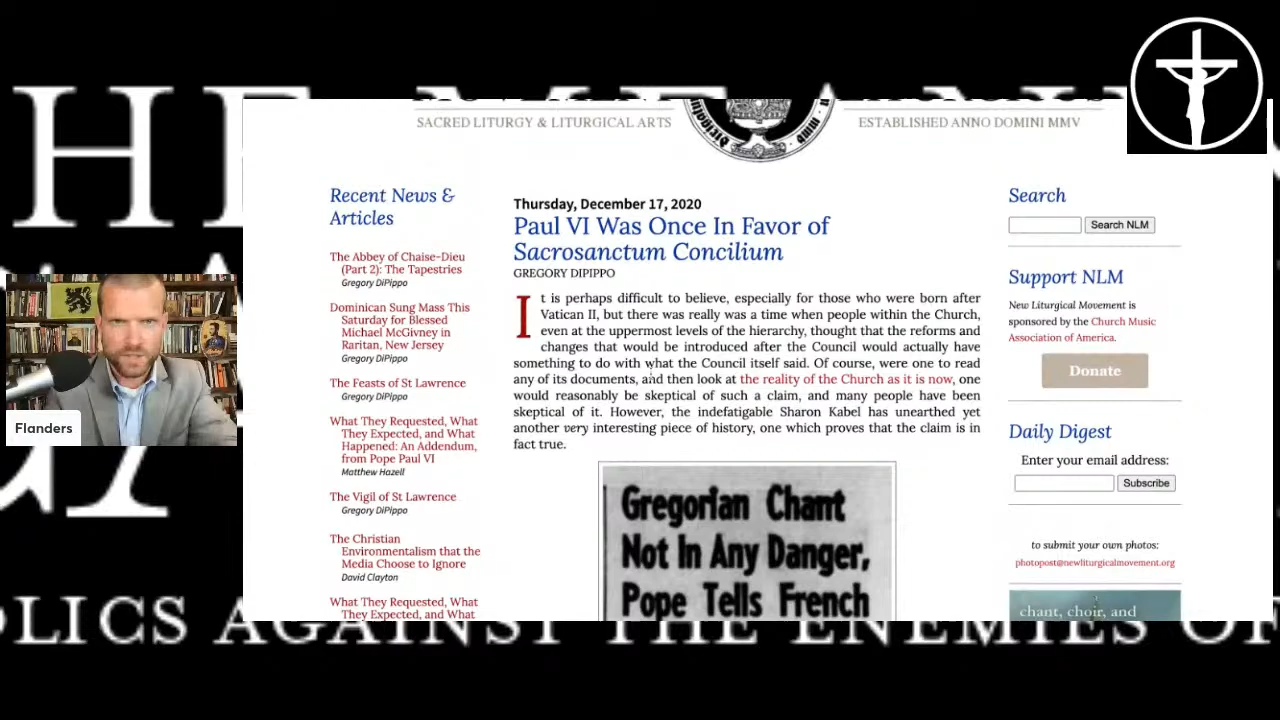 SACRED LITURGY & LITURGICAL ARTS
ESTABLISHED ANNO DOMINI MMV
Recent News &
Articles
The Abbey of Chaise-Dieu
(Part 2): The Tapestries
Gregory DiPippo
Dominican Sung Mass This
Saturday for Blessed
Michael McGivney in
Raritan, New Jersey
Gregory DiPippo
The Feasts of St Lawrence
Gregory DiPippo
What They Requested, What
They Expected, and What
Happened: An Addendum,
from Pope Paul VI
Matthew Hazell
The Vigil of St Lawrence
Gregory DiPippo
The Christian
Environmentalism that the
Media Choose to Ignore
David Clayton
What They Requested, What
They Expected, and What
Thursday, December 17, 2020
Paul VI Was Once In Favor of
Sacrosanctum Concilium
GREGORY DIPIPPO
It is perhaps difficult to believe, especially for those who were born after
Vatican II, but there was really was a time when people within the Church,
even at the uppermost levels of the hierarchy, thought that the reforms and
changes that would be introduced after the Council would actually have
something to do with what the Council itself said. Of course, were one to read
any of its documents, and then look at the reality of the Church as it is now, one
would reasonably be skeptical of such a claim, and many people have been
skeptical of it. However, the indefatigable Sharon Kabel has unearthed yet
another very interesting piece of history, one which proves that the claim is in
fact true.
Gregorian Chant
Not In Any Danger,
Pope Tells French
Search
Search NLM
Support NLM
New Liturgical Movement is
sponsored by the Church Music
Association of America.
Donate
Daily Digest
Enter your email address:
Subscribe
to submit your own photos:
photopost@newliturgicalmovement.org
chant, choir, and
Flanders
OLICS AGAINST THE ENEMIES OF